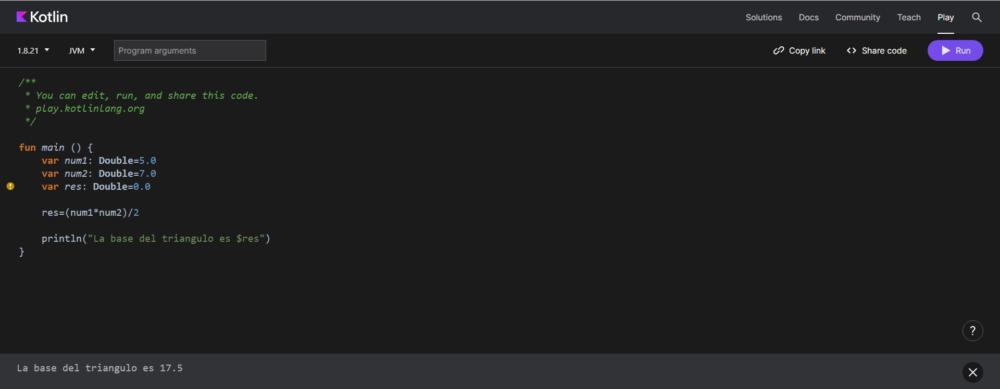 Kotlin
Solutions Docs Community Teach Play
1.8.21 JVM Program arguments Copy link <> Share code Run
/**
 * You can edit, run, and share this code.
 * play.kotlinlang.org
 */
fun main () {
    var num1: Double=5.0
    var num2: Double=7.0
!    var res: Double=0.0
    res=(num1*num2)/2
    println("La base del triangulo es $res")
}
?
La base del triangulo es 17.5